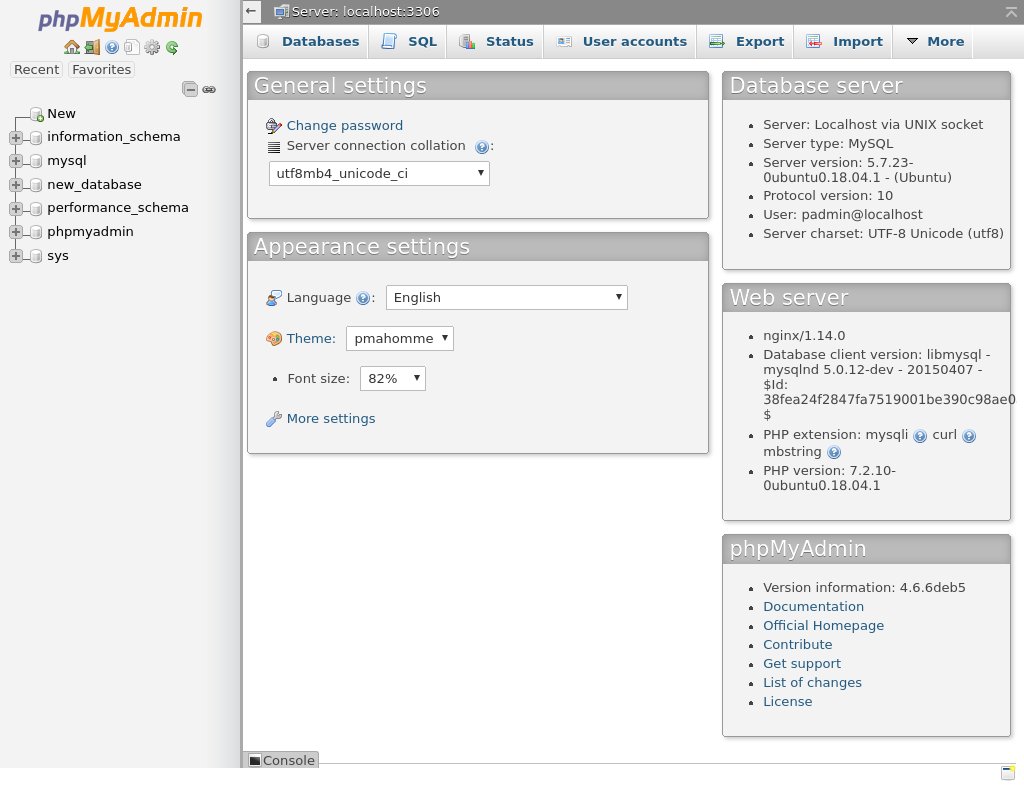 phpMyAdmin
Recent Favorites
New
information_schema
mysql
new_database
performance_schema
phpmyadmin
sys
Server: localhost:3306
Databases SQL Status User accounts Export Import More
General settings
Change password
Server connection collation :
utf8mb4_unicode_ci
Appearance settings
Language :
English
Theme: pmahomme
Font size: 82%
More settings
Database server
Server: Localhost via UNIX socket
Server type: MySQL
Server version: 5.7.23-
0ubuntu0.18.04.1 - (Ubuntu)
Protocol version: 10
User: padmin@localhost
Server charset: UTF-8 Unicode (utf8)
Web server
nginx/1.14.0
Database client version: libmysql -
mysqlnd 5.0.12-dev - 20150407 -
$Id:
38fea24f2847fa7519001be390c98ae0
$
PHP extension: mysqli curl
mbstring
PHP version: 7.2.10-
0ubuntu0.18.04.1
phpMyAdmin
Version information: 4.6.6deb5
Documentation
Official Homepage
Contribute
Get support
List of changes
License
Console